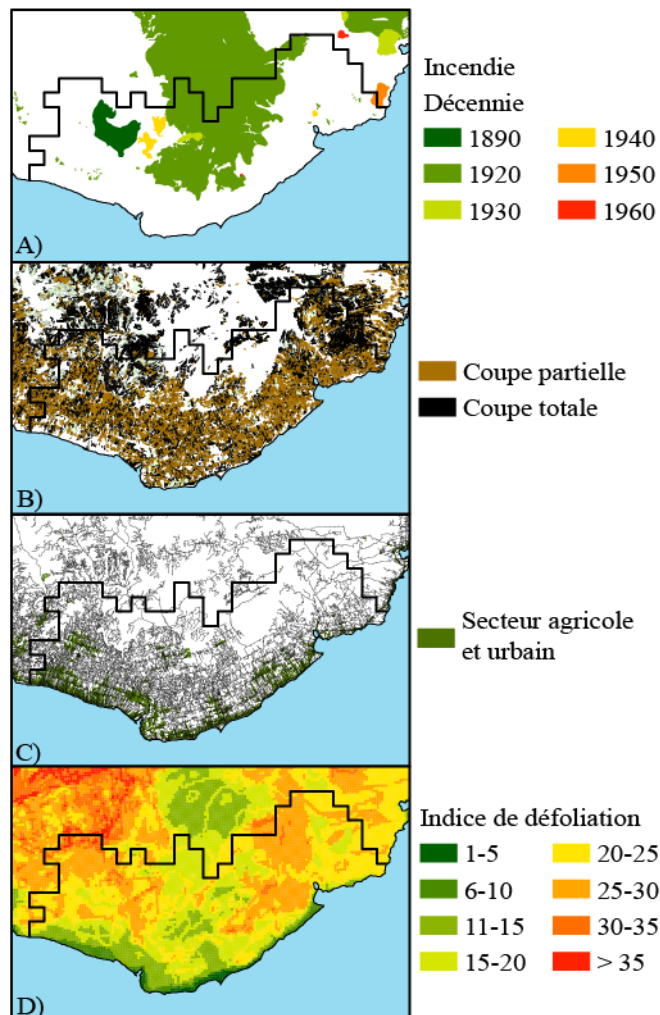 Incendie
Décennie
1890
1940
1920
1950
1930
1960
A)
Coupe partielle
Coupe totale
B)
Secteur agricole
et urbain
C)
Indice de défoliation
1-5
20-25
6-10
25-30
11-15
30-35
15-20
> 35
D)